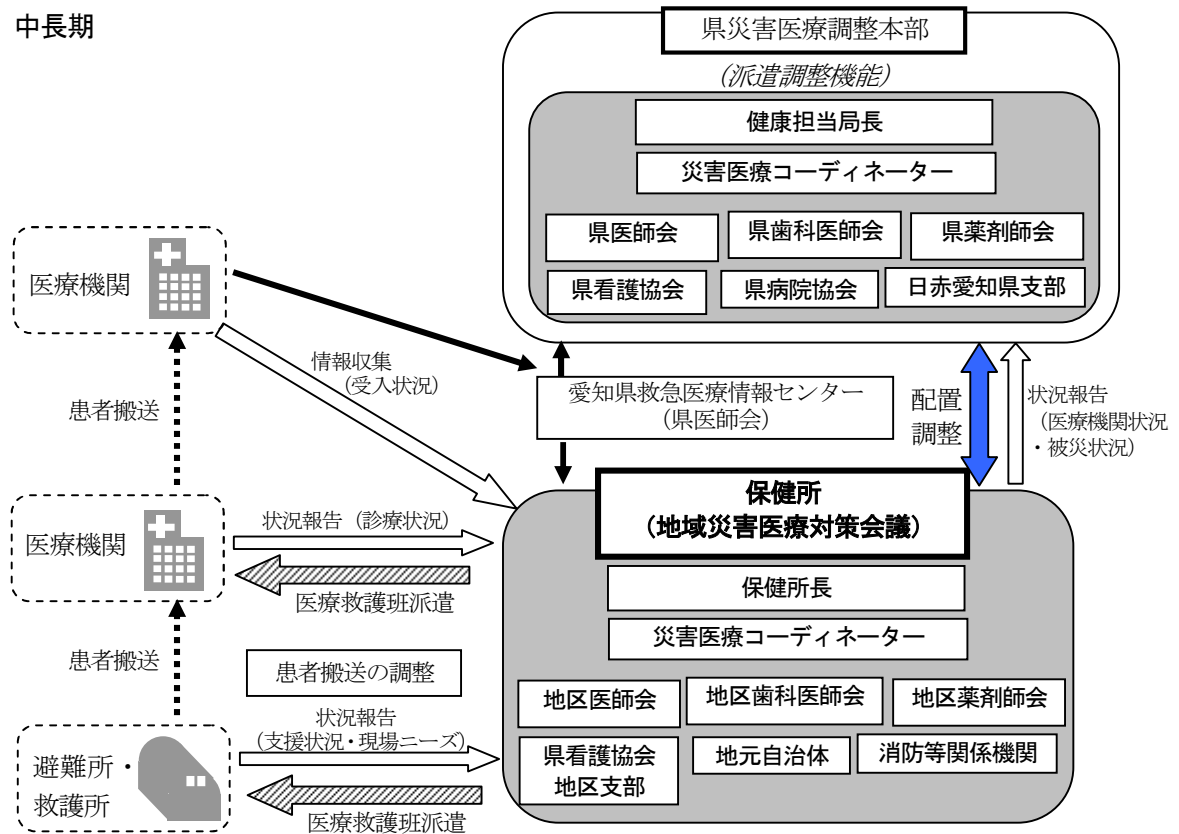 中長期
県災害医療調整本部
(派遣調整機能)
健康担当局長
災害医療コーディネーター
県医師会
県歯科医師会
県薬剤師会
県看護協会
県病院協会
日赤愛知県支部
医療機関
情報収集
(受入状況)
愛知県救急医療情報センター
(県医師会)
配置
調整
状況報告
(医療機関状況
・被災状況)
患者搬送
保健所
(地域災害医療対策会議)
医療機関
状況報告(診療状況)
医療救護班派遣
保健所長
災害医療コーディネーター
患者搬送
患者搬送の調整
地区医師会
地区歯科医師会
地区薬剤師会
状況報告
(支援状況・現場ニーズ)
県看護協会
地区支部
地元自治体
消防等関係機関
避難所・
救護所
医療救護班派遣